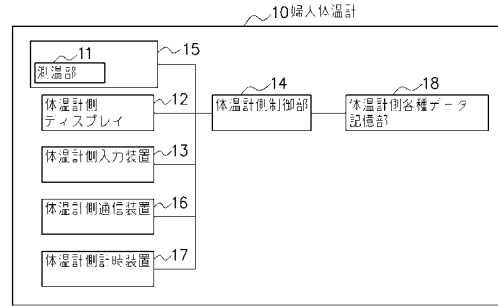 10 婦人体温計
11
15
測温部
12
体温計側
ディスプレイ
14
体温計側制御部
18
体温計側各種データ
記憶部
13
体温計側入力装置
16
体温計側通信装置
17
体温計側計時装置